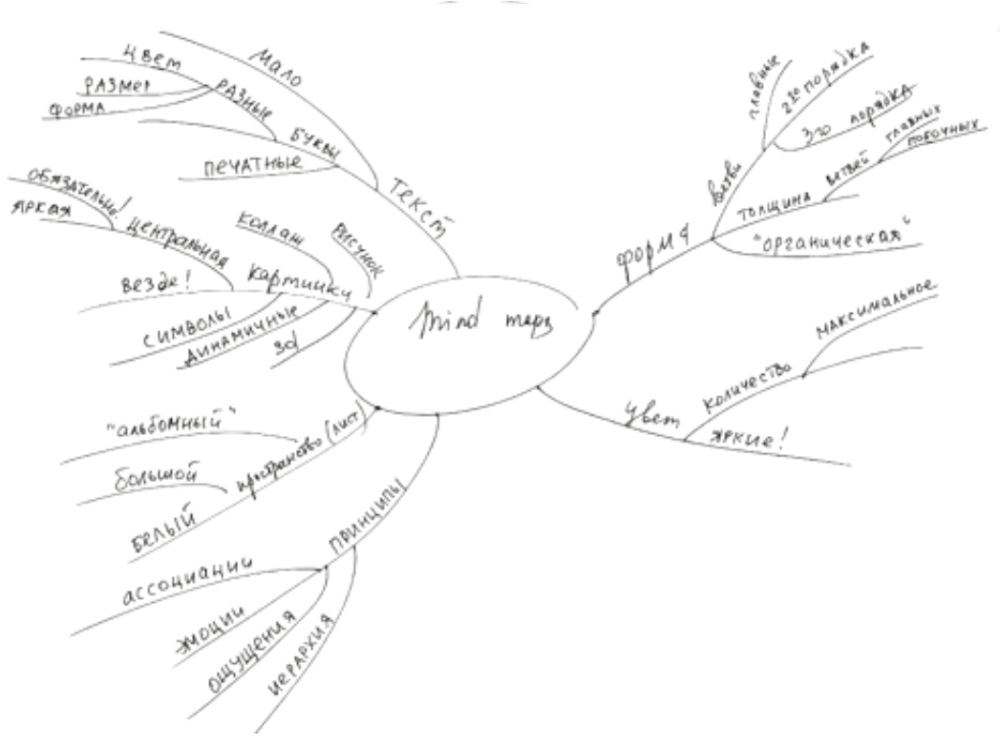 Mind maps
Текст
Мало
БУКВЫ
РАЗНЫЕ
ЦВЕТ
РАЗМЕР
ФОРМА
ПЕЧАТНЫЕ
картинки
РИСУНОК
КОЛЛАЖ
ЦЕНТРАЛЬНАЯ
ОБЯЗАТЕЛЬНО!
ЯРКАЯ
ВЕЗДЕ!
СИМВОЛЫ
ДИНАМИЧНЫЕ
3d
пространство (лист)
"альбомный"
большой
БЕЛЫЙ
ПРИНЦИПЫ
ассоциации
ЭМОЦИИ
ОЩУЩЕНИЯ
ИЕРАРХИЯ
форма
ветви
главные
2го ПОРЯДКА
3го ПОРЯДКА
ТОЛЩИНА
ВЕТВЕЙ
ГЛАВНЫХ
ПОБОЧНЫХ
"ОРГАНИЧЕСКАЯ"
цвет
КОЛИЧЕСТВО
МАКСИМАЛЬНОЕ
ЯРКИЕ!